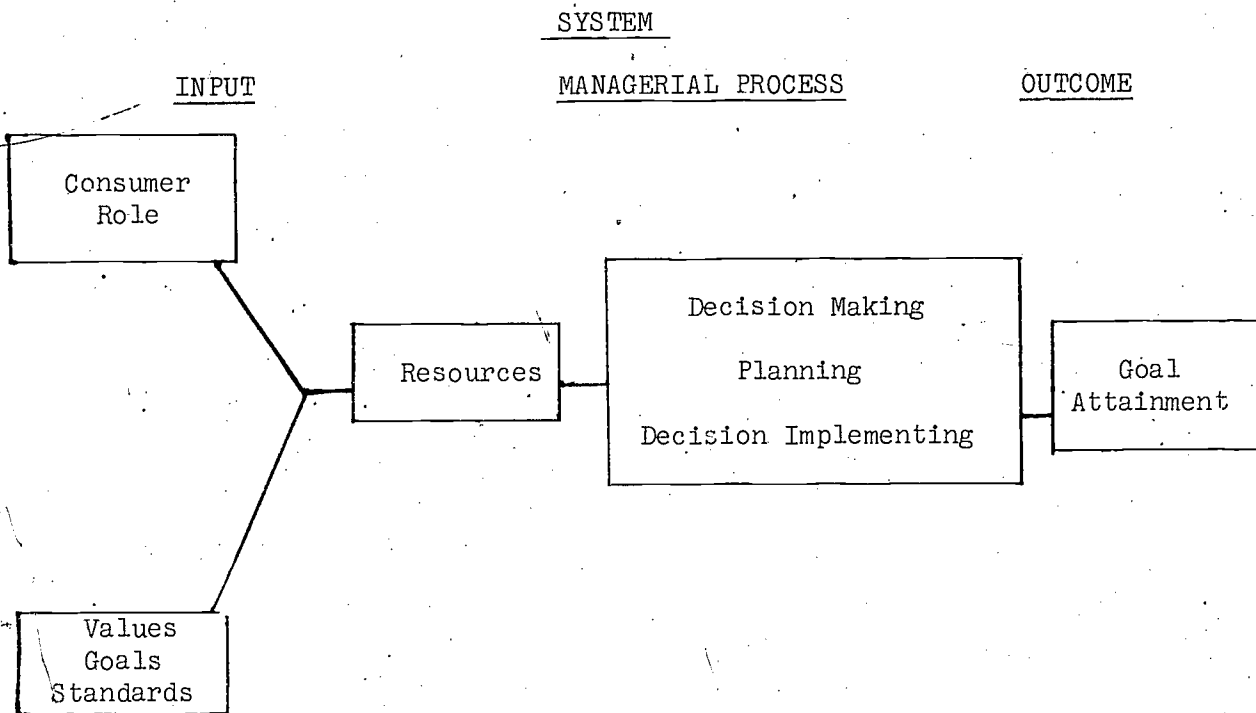 SYSTEM
INPUT
MANAGERIAL PROCESS
OUTCOME
Consumer
Role
Resources
Decision Making
Planning
Decision Implementing
Goal
Attainment
Values
Goals
Standards